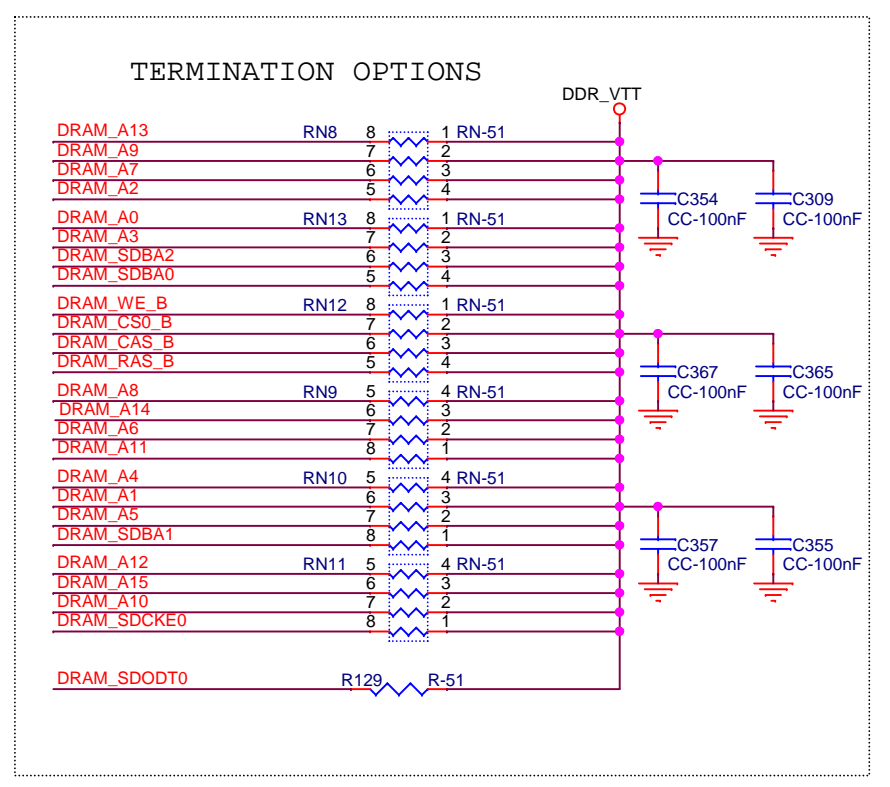 TERMINATION OPTIONS
DDR_VTT
DRAM_A13 RN8 8 1 RN-51
DRAM_A9 7 2
DRAM_A7 6 3
DRAM_A2 5 4
C354 C309
CC-100nF CC-100nF
DRAM_A0 RN13 8 1 RN-51
DRAM_A3 7 2
DRAM_SDBA2 6 3
DRAM_SDBA0 5 4
DRAM_WE_B RN12 8 1 RN-51
DRAM_CS0_B 7 2
DRAM_CAS_B 6 3
DRAM_RAS_B 5 4
C367 C365
CC-100nF CC-100nF
DRAM_A8 RN9 5 4 RN-51
DRAM_A14 6 3
DRAM_A6 7 2
DRAM_A11 8 1
DRAM_A4 RN10 5 4 RN-51
DRAM_A1 6 3
DRAM_A5 7 2
DRAM_SDBA1 8 1
C357 C355
CC-100nF CC-100nF
DRAM_A12 RN11 5 4 RN-51
DRAM_A15 6 3
DRAM_A10 7 2
DRAM_SDCKE0 8 1
DRAM_SDODT0 R129 R-51